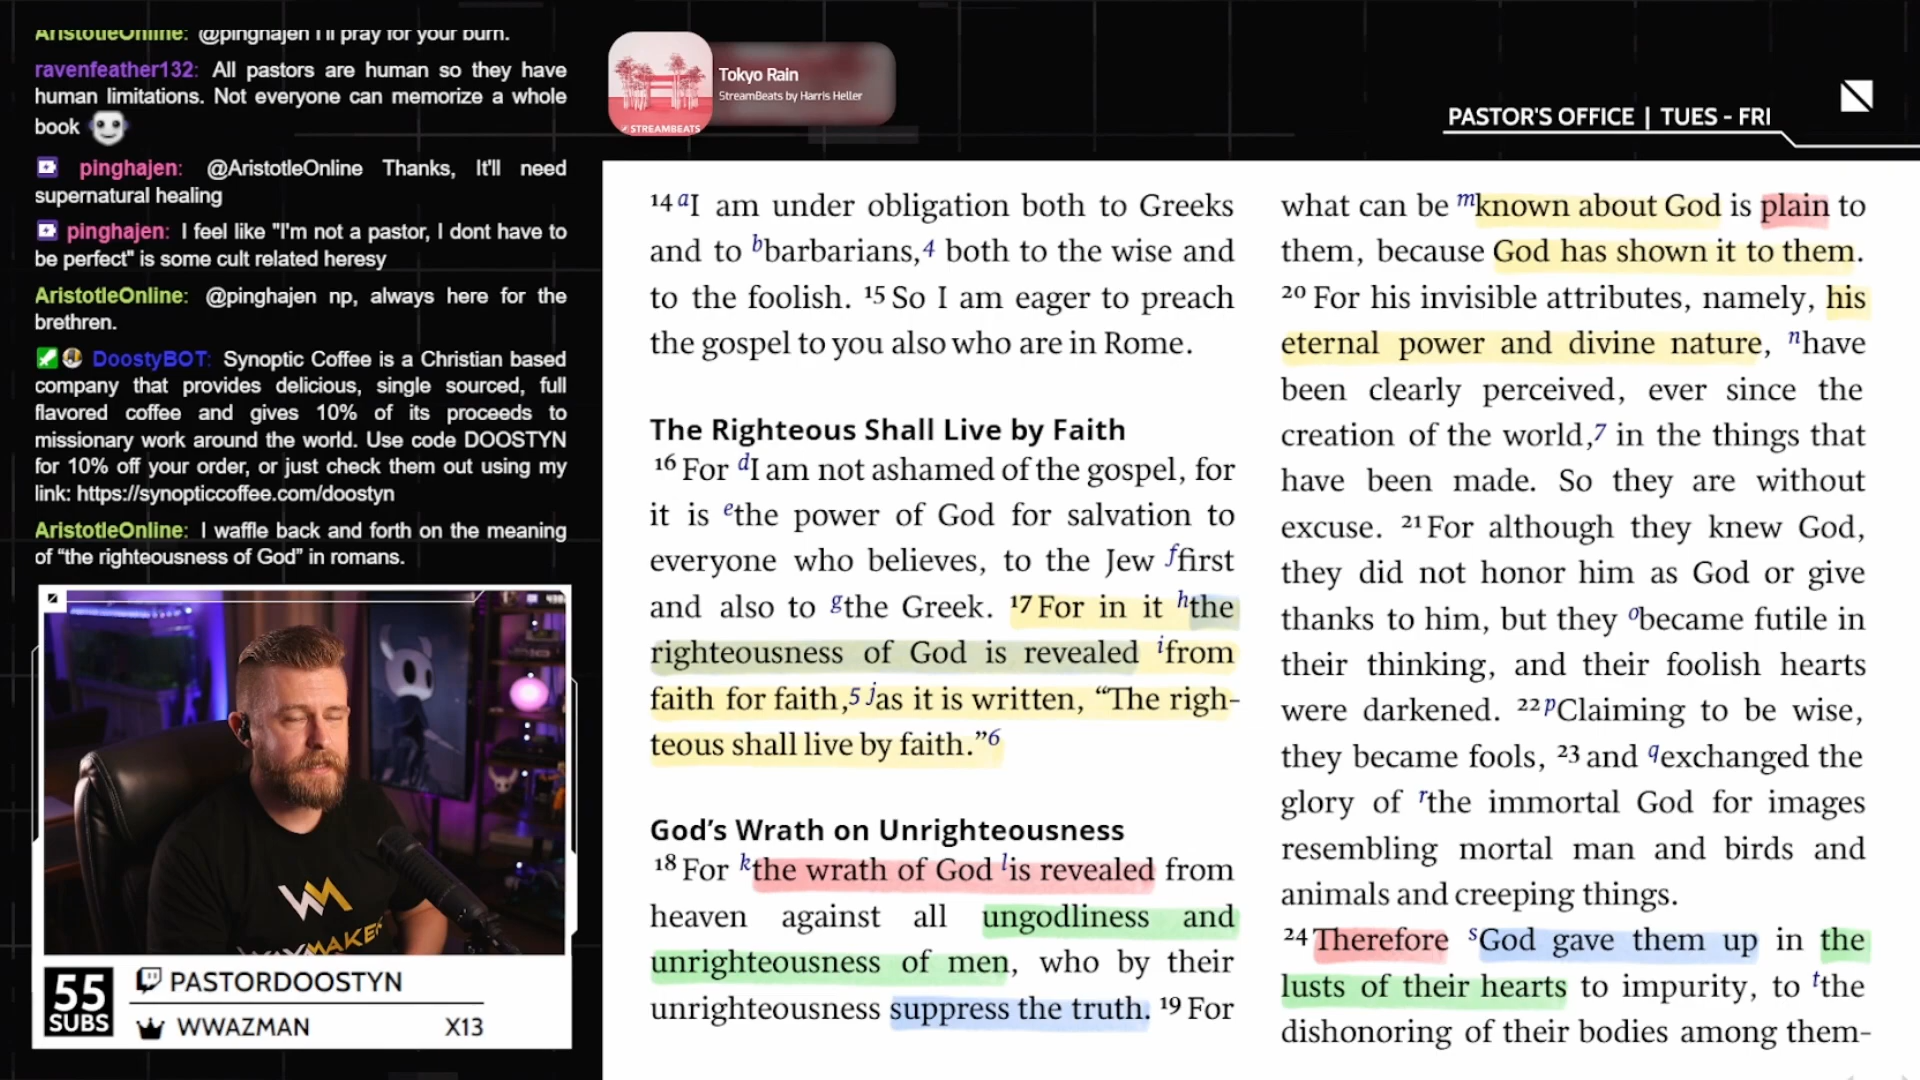 AristotleOnline: @pinghajen I'll pray for your burn.
ravenfeather132: All pastors are human so they have
human limitations. Not everyone can memorize a whole
book
pinghajen: @AristotleOnline Thanks, It'll need
supernatural healing
pinghajen: I feel like "I'm not a pastor, I dont have to
be perfect" is some cult related heresy
AristotleOnline: @pinghajen np, always here for the
brethren.
DoostyBOT: Synoptic Coffee is a Christian based
company that provides delicious, single sourced, full
flavored coffee and gives 10% of its proceeds to
missionary work around the world. Use code DOOSTYN
for 10% off your order, or just check them out using my
link: https://synopticcoffee.com/doostyn
AristotleOnline: I waffle back and forth on the meaning
of “the righteousness of God” in romans.
WM
WAYMAKER
55
SUBS
PASTORDOOSTYN
WWAZMAN X13
STREAMBEATS
Tokyo Rain
StreamBeats by Harris Heller
PASTOR'S OFFICE | TUES - FRI
14 a I am under obligation both to Greeks
and to b barbarians,4 both to the wise and
to the foolish. 15 So I am eager to preach
the gospel to you also who are in Rome.
The Righteous Shall Live by Faith
16 For d I am not ashamed of the gospel, for
it is e the power of God for salvation to
everyone who believes, to the Jew f first
and also to g the Greek. 17 For in it h the
righteousness of God is revealed i from
faith for faith,5 j as it is written, “The righ-
teous shall live by faith.”6
God’s Wrath on Unrighteousness
18 For k the wrath of God l is revealed from
heaven against all ungodliness and
unrighteousness of men, who by their
unrighteousness suppress the truth. 19 For
what can be m known about God is plain to
them, because God has shown it to them.
20 For his invisible attributes, namely, his
eternal power and divine nature, n have
been clearly perceived, ever since the
creation of the world,7 in the things that
have been made. So they are without
excuse. 21 For although they knew God,
they did not honor him as God or give
thanks to him, but they o became futile in
their thinking, and their foolish hearts
were darkened. 22 p Claiming to be wise,
they became fools, 23 and q exchanged the
glory of r the immortal God for images
resembling mortal man and birds and
animals and creeping things.
24 Therefore s God gave them up in the
lusts of their hearts to impurity, to t the
dishonoring of their bodies among them-